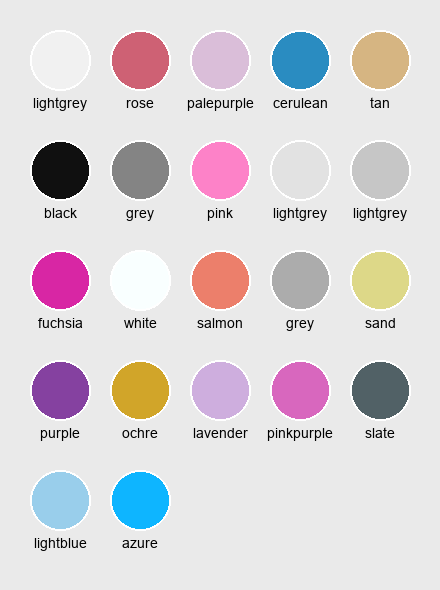 lightgrey rose palepurple cerulean tan
black grey pink lightgrey lightgrey
fuchsia white salmon grey sand
purple ochre lavender pinkpurple slate
lightblue azure